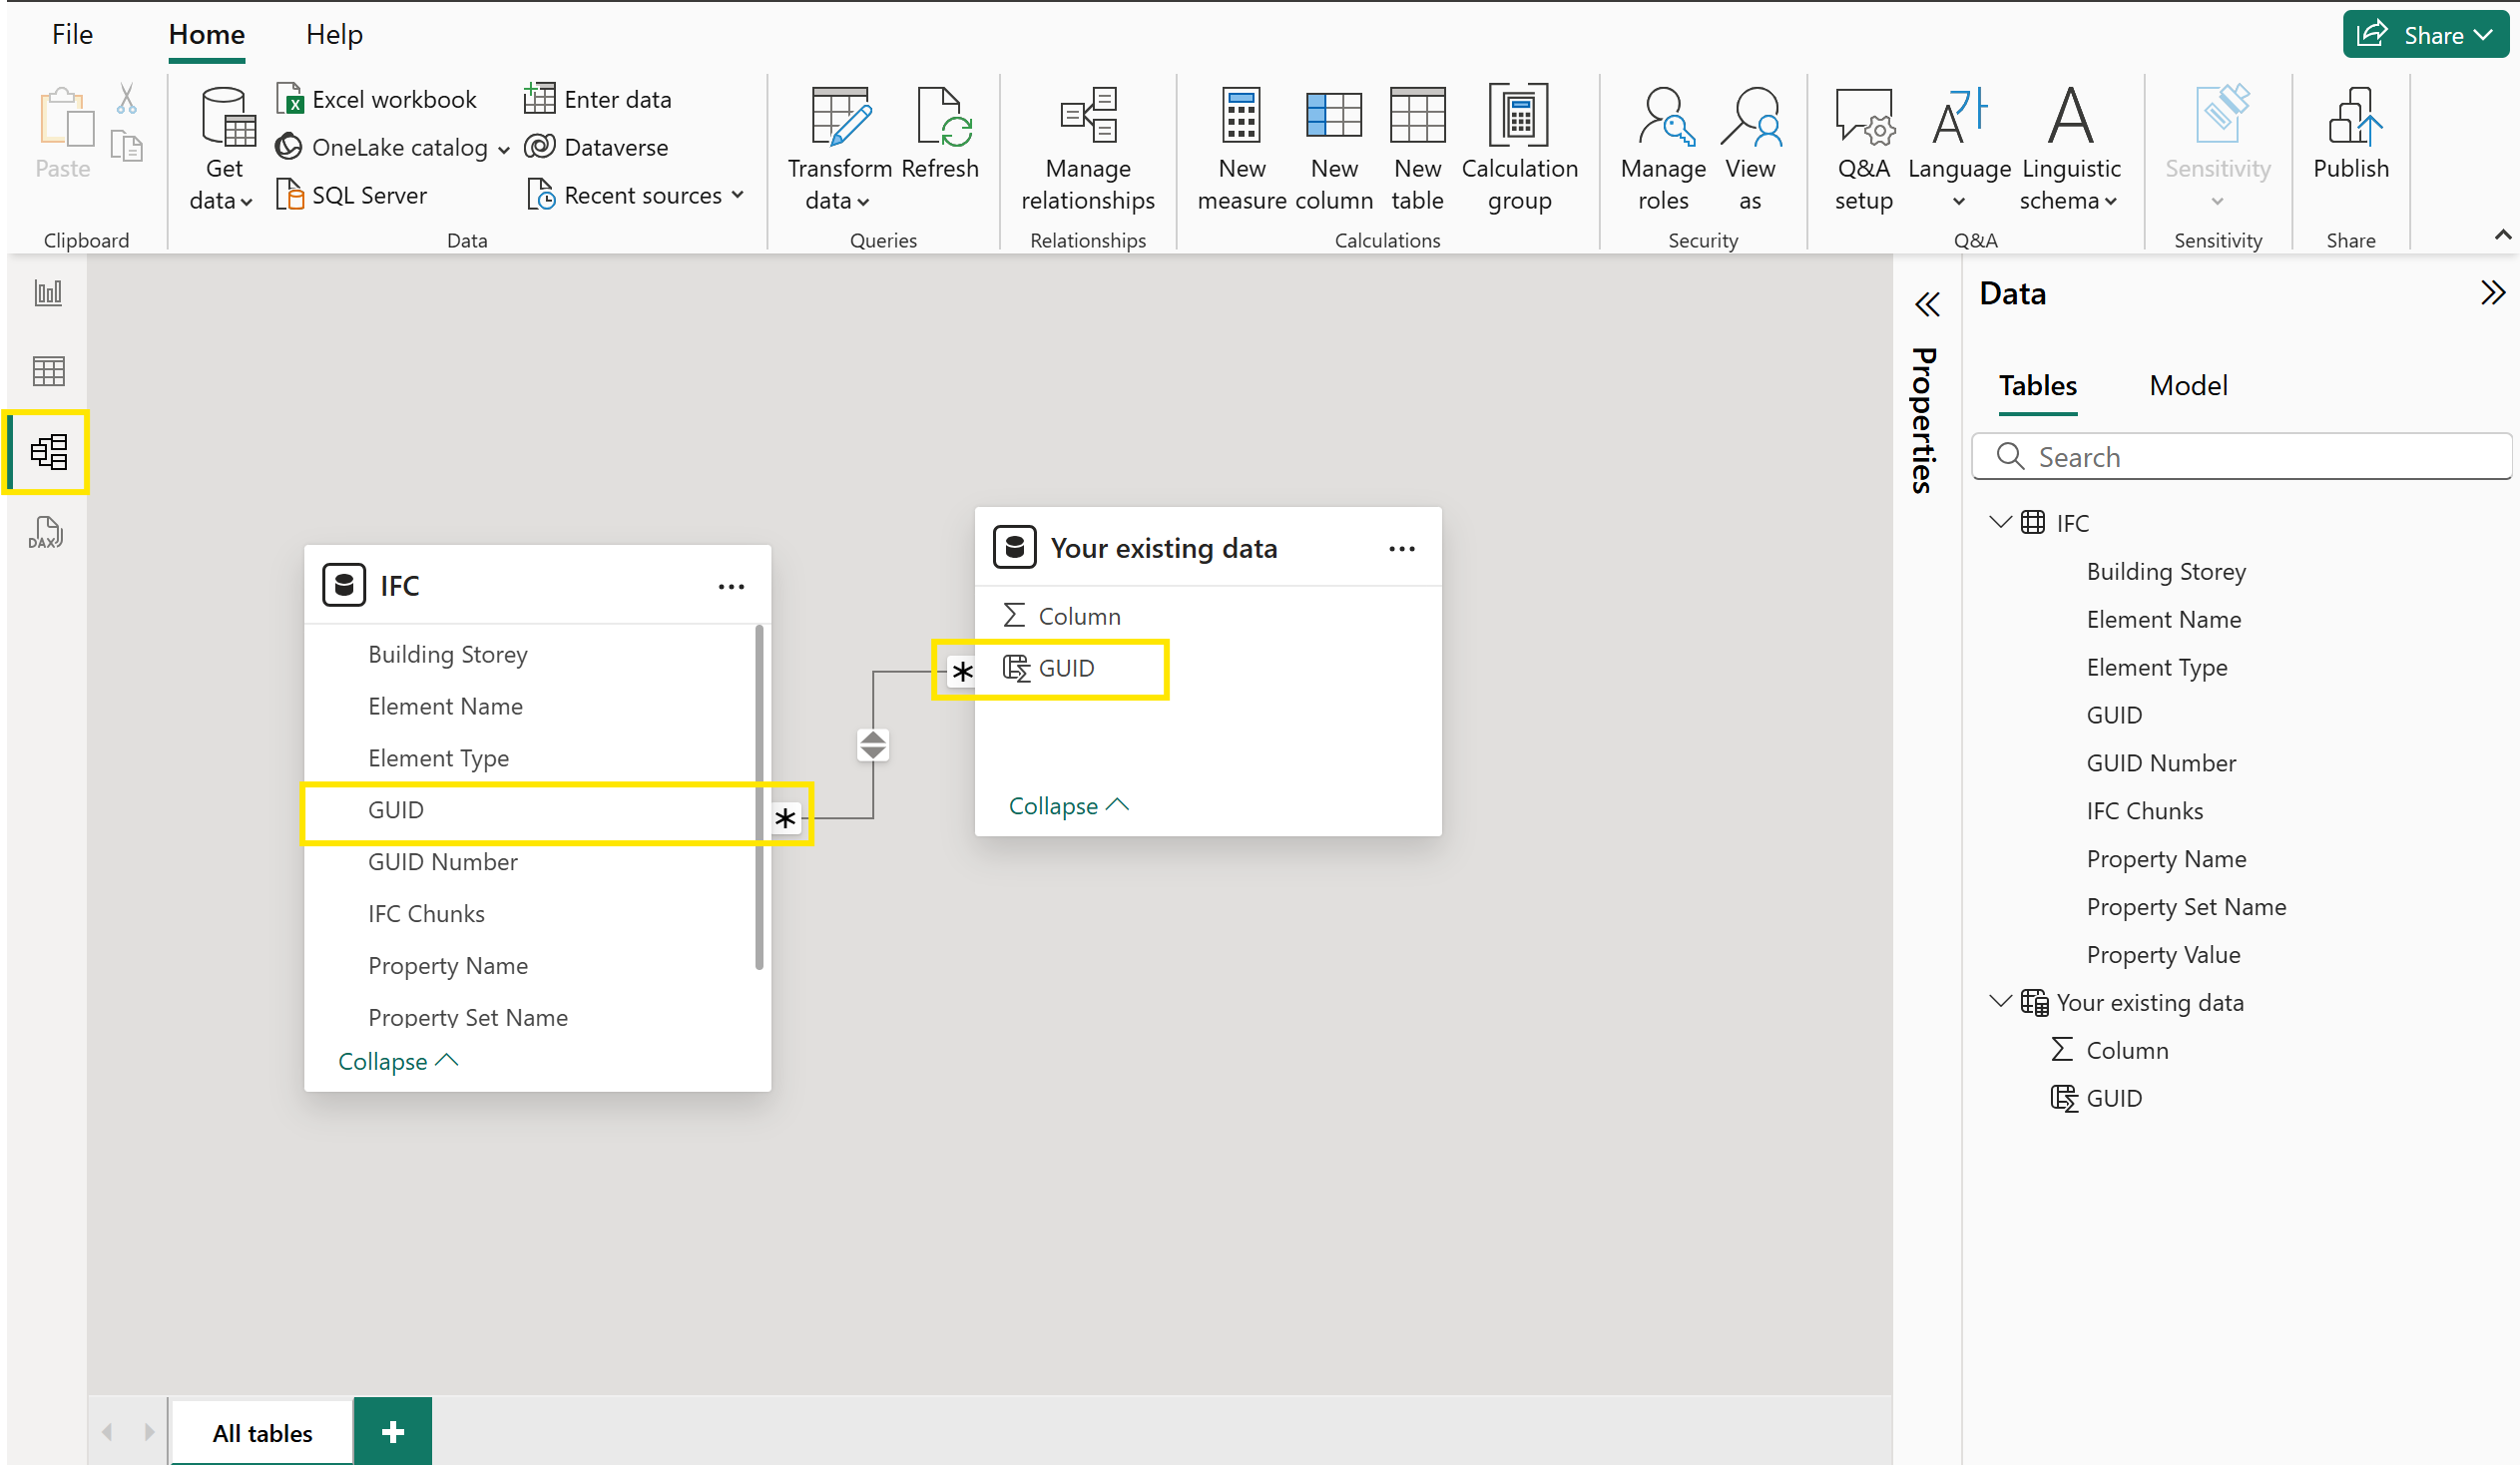 File
Home
Help
Share
Paste
Clipboard
Get data
Excel workbook
OneLake catalog
SQL Server
Enter data
Dataverse
Recent sources
Data
Transform data
Refresh
Queries
Manage relationships
Relationships
New measure
New column
New table
Calculation group
Calculations
Manage roles
View as
Security
Q&A setup
Language
Linguistic schema
Q&A
Sensitivity
Sensitivity
Publish
Share
DAX
IFC
Building Storey
Element Name
Element Type
GUID
GUID Number
IFC Chunks
Property Name
Property Set Name
Collapse
Your existing data
Column
GUID
Collapse
All tables
Properties
Data
Tables
Model
Search
IFC
Building Storey
Element Name
Element Type
GUID
GUID Number
IFC Chunks
Property Name
Property Set Name
Property Value
Your existing data
Column
GUID